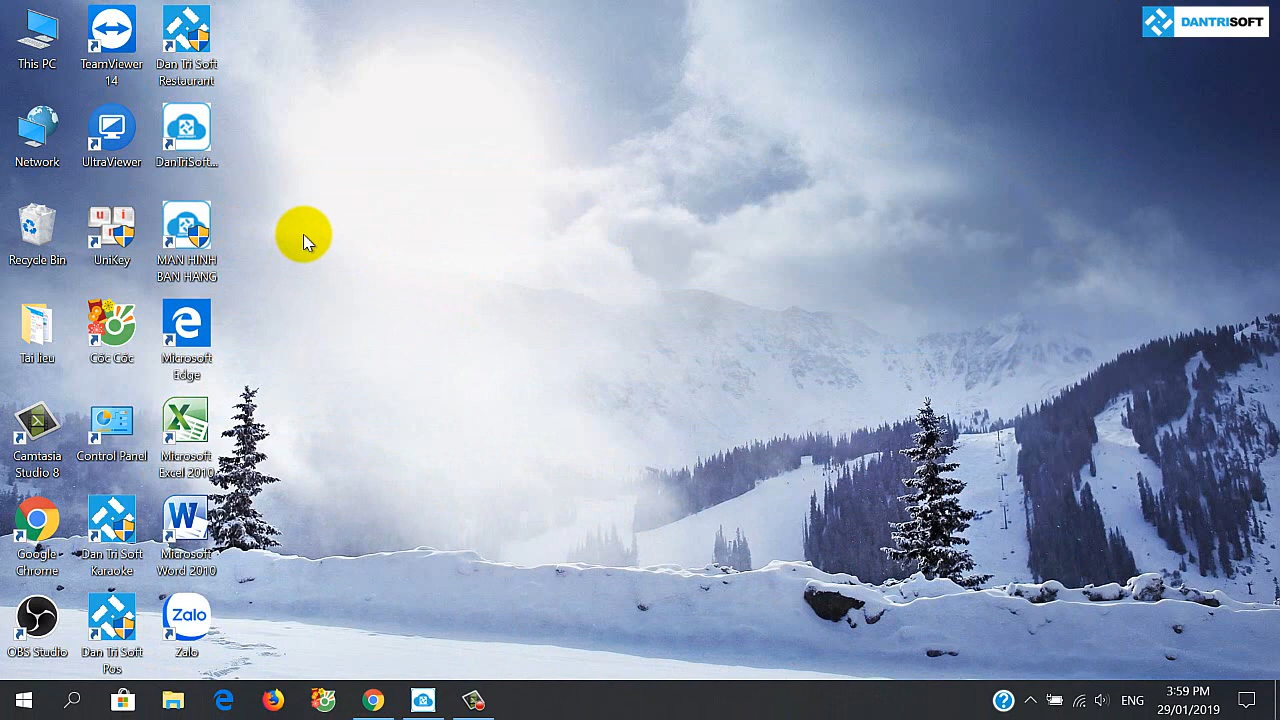 DANTRISOFT
This PC
TeamViewer
14
Dan Tri Soft
Restaurant
Network
UltraViewer
DanTriSoft...
Recycle Bin
UniKey
MAN HINH
BAN HANG
Tai lieu
Cốc Cốc
Microsoft
Edge
Camtasia
Studio 8
Control Panel
Microsoft
Excel 2010
Google
Chrome
Dan Tri Soft
Karaoke
Microsoft
Word 2010
OBS Studio
Dan Tri Soft
Pos
Zalo
Zalo
ENG
3:59 PM
29/01/2019